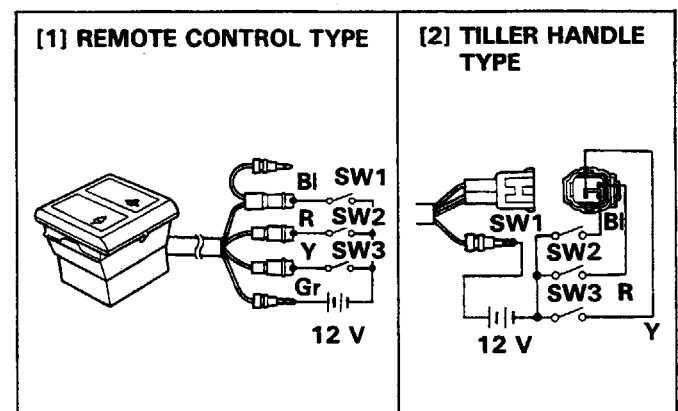 [1] REMOTE CONTROL TYPE
Bl SW1
R SW2
Y SW3
Gr
12 V
[2] TILLER HANDLE
TYPE
SW1 Bl
SW2
SW3 R
Y
12 V